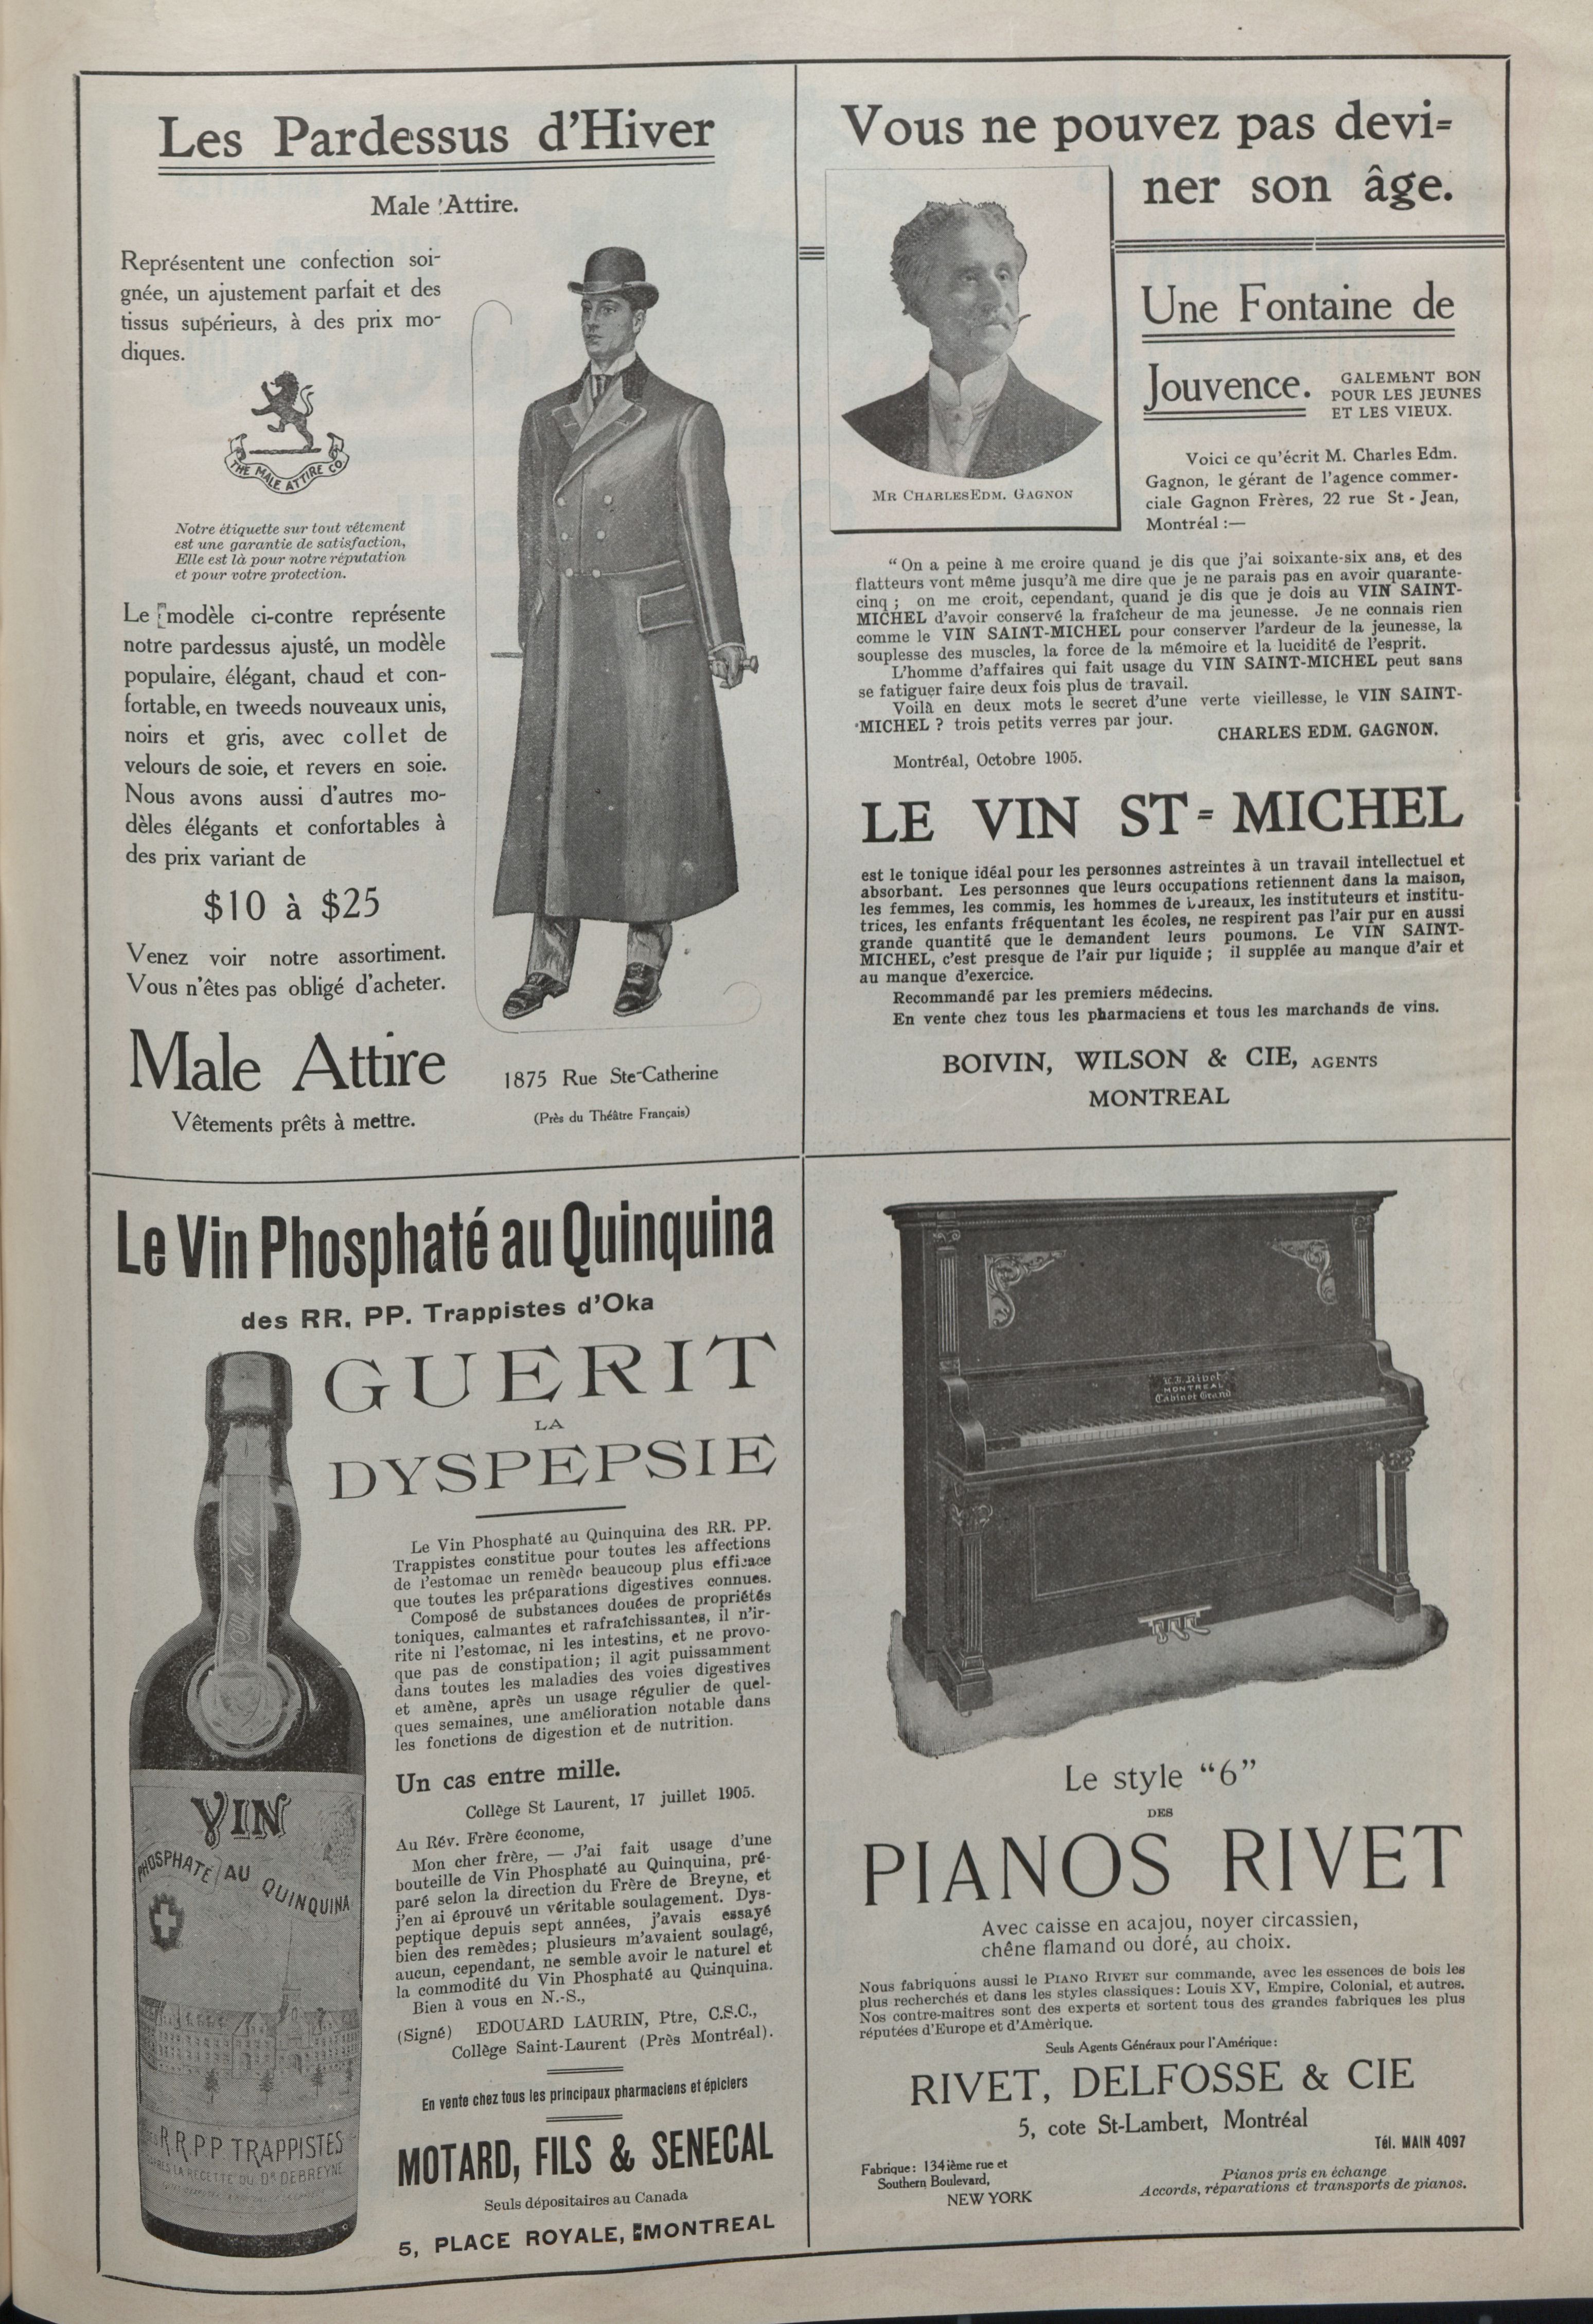 Les Pardessus d'Hiver
Male Attire.
Représentent une confection soi-
gnée, un ajustement parfait et des
tissus supérieurs, à des prix mo-
diques.
THE MALE ATTIRE CO
Notre étiquette sur tout vêtement
est une garantie de satisfaction,
Elle est là pour notre réputation
et pour votre protection.
Le modèle ci-contre représente
notre pardessus ajusté, un modèle
populaire, élégant, chaud et con-
fortable, en tweeds nouveaux unis,
noirs et gris, avec collet de
velours de soie, et revers en soie.
Nous avons aussi d'autres mo-
dèles élégants et confortables à
des prix variant de
$10 à $25
Venez voir notre assortiment.
Vous n'êtes pas obligé d'acheter.
Male Attire
Vêtements prêts à mettre.
1875 Rue Ste-Catherine
(Près du Théâtre Français)
Vous ne pouvez pas devi-
ner son âge.
MR CHARLES EDM. GAGNON
Une Fontaine de
Jouvence.
GALEMENT BON
POUR LES JEUNES
ET LES VIEUX.
Voici ce qu'écrit M. Charles Edm.
Gagnon, le gérant de l'agence commer-
ciale Gagnon Frères, 22 rue St-Jean,
Montréal :—
“ On a peine à me croire quand je dis que j'ai soixante-six ans, et des
flatteurs vont même jusqu'à me dire que je ne parais pas en avoir quarante-
cinq ; on me croit, cependant, quand je dis que je dois au VIN SAINT-
MICHEL d'avoir conservé la fraîcheur de ma jeunesse. Je ne connais rien
comme le VIN SAINT-MICHEL pour conserver l'ardeur de la jeunesse, la
souplesse des muscles, la force de la mémoire et la lucidité de l'esprit.
L'homme d'affaires qui fait usage du VIN SAINT-MICHEL peut sans
se fatiguer faire deux fois plus de travail.
Voilà en deux mots le secret d'une verte vieillesse, le VIN SAINT-
MICHEL ? trois petits verres par jour.
CHARLES EDM. GAGNON.
Montréal, Octobre 1905.
LE VIN ST-MICHEL
est le tonique idéal pour les personnes astreintes à un travail intellectuel et
absorbant. Les personnes que leurs occupations retiennent dans la maison,
les femmes, les commis, les hommes de bureaux, les instituteurs et institu-
trices, les enfants fréquentant les écoles, ne respirent pas l'air pur en aussi
grande quantité que le demandent leurs poumons. Le VIN SAINT-
MICHEL, c'est presque de l'air pur liquide ; il supplée au manque d'air et
au manque d'exercice.
Recommandé par les premiers médecins.
En vente chez tous les pharmaciens et tous les marchands de vins.
BOIVIN, WILSON & CIE, AGENTS
MONTREAL
Le Vin Phosphaté au Quinquina
des RR. PP. Trappistes d'Oka
GUERIT
LA
DYSPEPSIE
Le Vin Phosphaté au Quinquina des RR. PP.
Trappistes constitue pour toutes les affections
de l'estomac un remède beaucoup plus efficace
que toutes les préparations digestives connues.
Composé de substances douées de propriétés
toniques, calmantes et rafraîchissantes, il n'ir-
rite ni l'estomac, ni les intestins, et ne provo-
que pas de constipation; il agit puissamment
dans toutes les maladies des voies digestives
et amène, après un usage régulier de quel-
ques semaines, une amélioration notable dans
les fonctions de digestion et de nutrition.
Un cas entre mille.
Collège St Laurent, 17 juillet 1905.
Au Rév. Frère économe,
Mon cher frère, — J'ai fait usage d'une
bouteille de Vin Phosphaté au Quinquina, pré-
paré selon la direction du Frère de Breyne, et
j'en ai éprouvé un véritable soulagement. Dys-
peptique depuis sept années, j'avais essayé
bien des remèdes; plusieurs m'avaient soulagé,
aucun, cependant, ne semble avoir le naturel et
la commodité du Vin Phosphaté au Quinquina.
Bien à vous en N.-S.,
(Signé) EDOUARD LAURIN, Ptre, C.S.C.,
Collège Saint-Laurent (Près Montréal).
En vente chez tous les principaux pharmaciens et épiciers
MOTARD, FILS & SENECAL
Seuls dépositaires au Canada
5, PLACE ROYALE, MONTREAL
VIN
PHOSPHATÉ AU QUINQUINA
R.R.P.P. TRAPPISTES
LA RECETTE DU Dr DEBREYNE
V. F. Rivet
MONTREAL
Cabinet Grand
Le style “6”
DES
PIANOS RIVET
Avec caisse en acajou, noyer circassien,
chêne flamand ou doré, au choix.
Nous fabriquons aussi le PIANO RIVET sur commande, avec les essences de bois les
plus recherchés et dans les styles classiques: Louis XV, Empire, Colonial, et autres.
Nos contre-maitres sont des experts et sortent tous des grandes fabriques les plus
réputées d'Europe et d'Amèrique.
Seuls Agents Généraux pour l'Amérique:
RIVET, DELFOSSE & CIE
5, cote St-Lambert, Montréal
Tél. MAIN 4097
Fabrique: 134ième rue et
Southern Boulevard,
NEW YORK
Pianos pris en échange
Accords, réparations et transports de pianos.